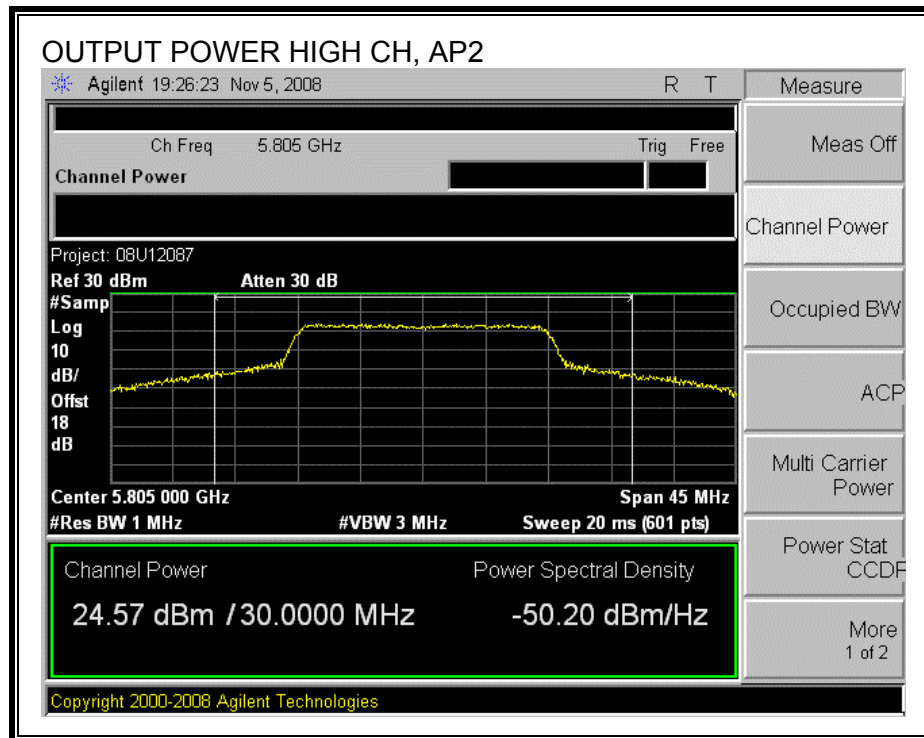 OUTPUT POWER HIGH CH, AP2
Agilent 19:26:23 Nov 5, 2008 R T
Measure
Ch Freq 5.805 GHz Trig Free
Meas Off
Channel Power
Channel Power
Project: 08U12087
Ref 30 dBm Atten 30 dB
#Samp
Log
10
dB/
Offst
18
dB
Occupied BW
ACP
Multi Carrier
Power
Center 5.805 000 GHz Span 45 MHz
#Res BW 1 MHz #VBW 3 MHz Sweep 20 ms (601 pts)
Power Stat
CCDF
Channel Power Power Spectral Density
24.57 dBm / 30.0000 MHz -50.20 dBm/Hz
More
1 of 2
Copyright 2000-2008 Agilent Technologies